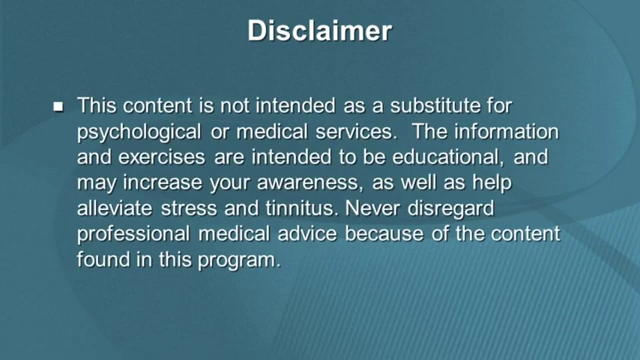 Disclaimer
This content is not intended as a substitute for
psychological or medical services.  The information
and exercises are intended to be educational, and
may increase your awareness, as well as help
alleviate stress and tinnitus. Never disregard
professional medical advice because of the content
found in this program.